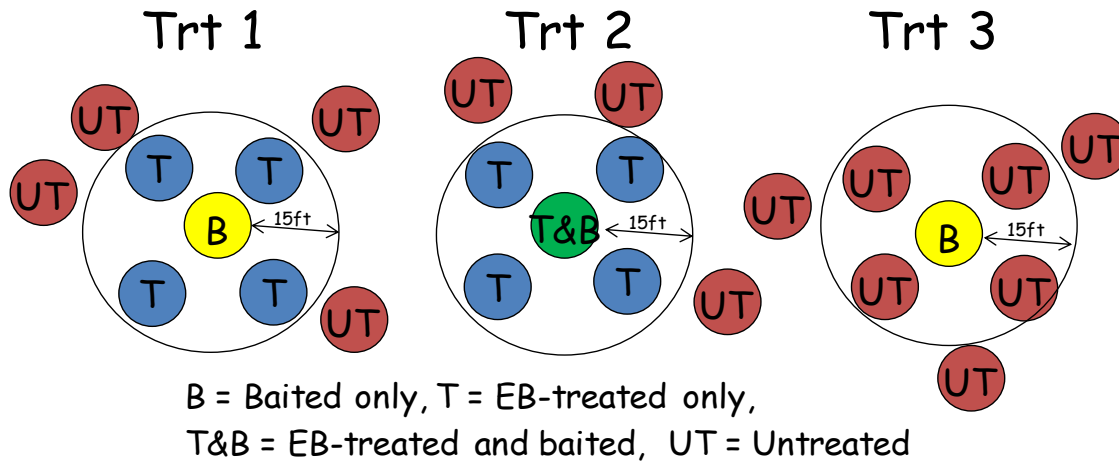 Trt 1
Trt 2
Trt 3
UT
UT
T
T
UT
B
15ft
T
T
UT
UT
UT
T
T
T&B
15ft
T
T
UT
UT
UT
UT
UT
B
15ft
UT
UT
UT
B = Baited only, T = EB-treated only,
T&B = EB-treated and baited, UT = Untreated